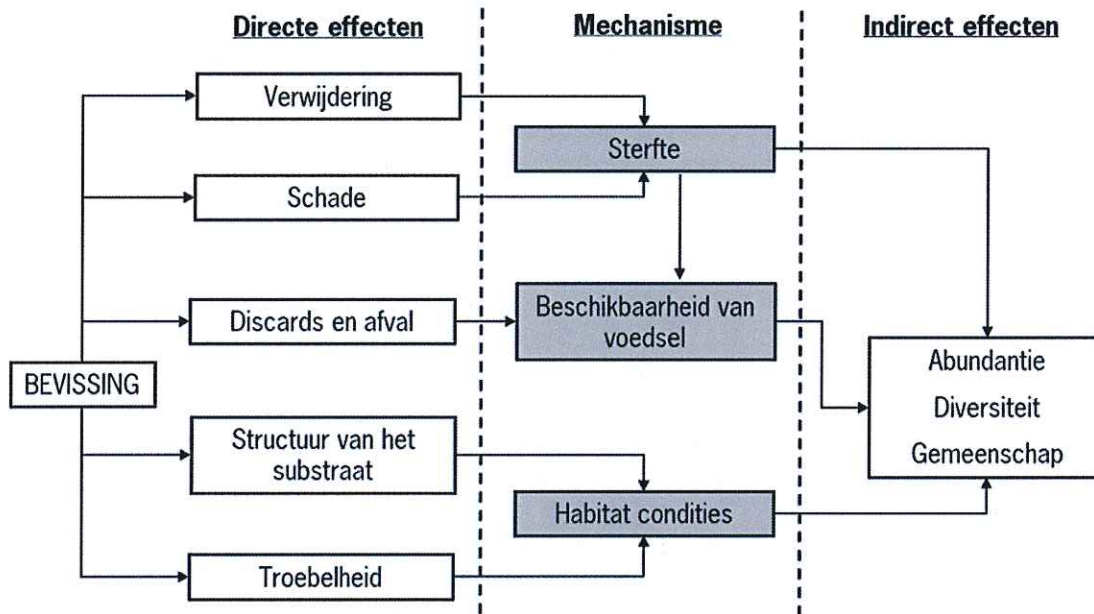 Directe effecten
Mechanisme
Indirect effecten
Verwijdering
Sterfte
Schade
Discards en afval
Beschikbaarheid van
voedsel
BEVISSING
Structuur van het
substraat
Habitat condities
Troebelheid
Abundantie
Diversiteit
Gemeenschap